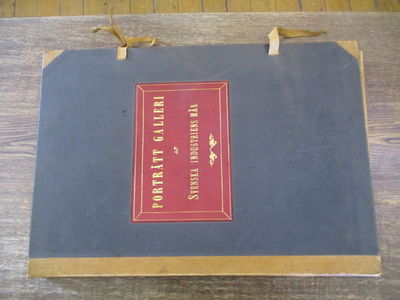 PORTRÄTT GALLERI
AF
SVENSKA INDUSTRIENS MÄN